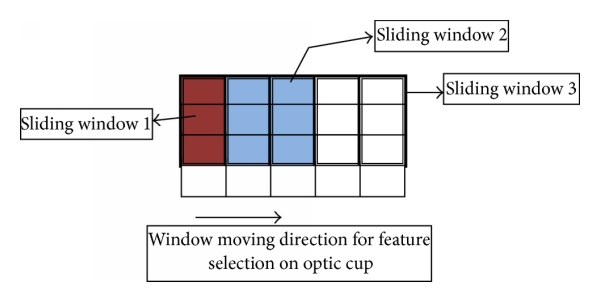 Sliding window 2
Sliding window 3
Sliding window 1
Window moving direction for feature
selection on optic cup